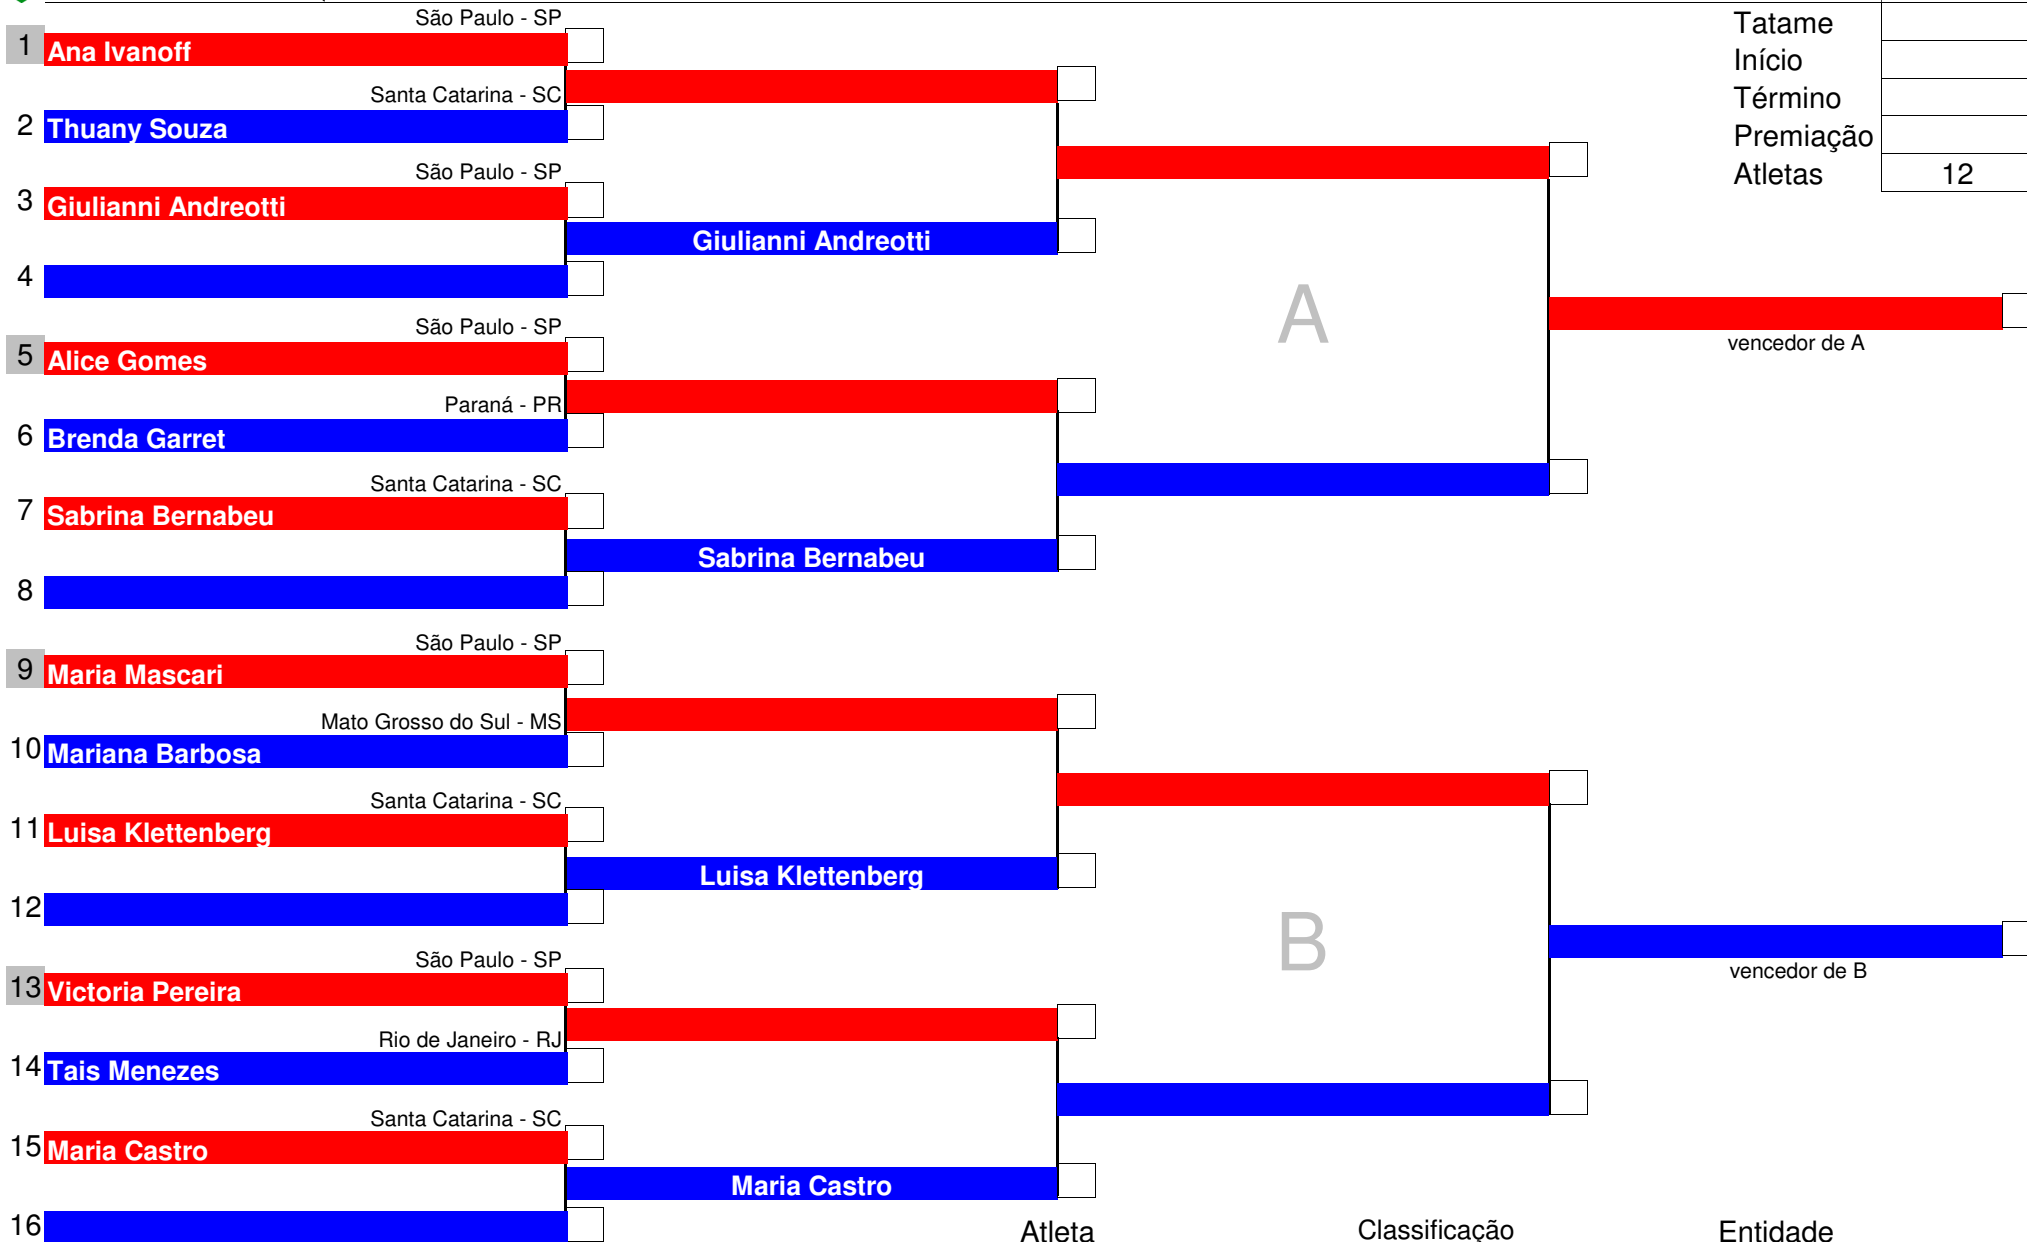 São Paulo - SP
1 Ana Ivanoff
Santa Catarina - SC
2 Thuany Souza
São Paulo - SP
3 Giulianni Andreotti
Giulianni Andreotti
4
São Paulo - SP
5 Alice Gomes
Paraná - PR
6 Brenda Garret
Santa Catarina - SC
7 Sabrina Bernabeu
Sabrina Bernabeu
8
São Paulo - SP
9 Maria Mascari
Mato Grosso do Sul - MS
10 Mariana Barbosa
Santa Catarina - SC
11 Luisa Klettenberg
Luisa Klettenberg
12
São Paulo - SP
13 Victoria Pereira
Rio de Janeiro - RJ
14 Tais Menezes
Santa Catarina - SC
15 Maria Castro
Maria Castro
16
A
B
vencedor de A
vencedor de B
Tatame
Início
Término
Premiação
Atletas 12
Atleta Classificação Entidade